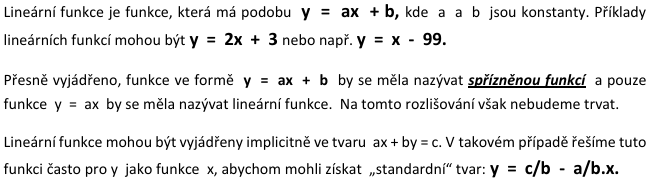 Lineární funkce je funkce, která má podobu y = ax + b, kde a a b jsou konstanty. Příklady
lineárních funkcí mohou být y = 2x + 3 nebo např. y = x - 99.
Přesně vyjádřeno, funkce ve formě y = ax + b by se měla nazývat spřízněnou funkcí a pouze
funkce y = ax by se měla nazývat lineární funkce. Na tomto rozlišování však nebudeme trvat.
Lineární funkce mohou být vyjádřeny implicitně ve tvaru ax + by = c. V takovém případě řešíme tuto
funkci často pro y jako funkce x, abychom mohli získat „standardní“ tvar: y = c/b - a/b.x.